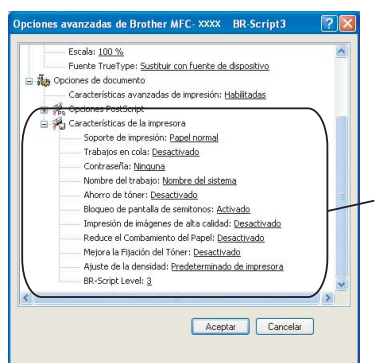 Opciones avanzadas de Brother MFC- XXXX BR-Script3
Escala: 100 %
Fuente TrueType: Sustituir con fuente de dispositivo
Opciones de documento
Características avanzadas de impresión: Habilitadas
Opciones PostScript
Características de la impresora
Soporte de impresión: Papel normal
Trabajos en cola: Desactivado
Contraseña: Ninguna
Nombre del trabajo: Nombre del sistema
Ahorro de tóner: Desactivado
Bloqueo de pantalla de semitonos: Activado
Impresión de imágenes de alta calidad: Desactivado
Reduce el Combamiento del Papel: Desactivado
Mejora la Fijación del Tóner: Desactivado
Ajuste de la densidad: Predeterminado de impresora
BR-Script Level: 3
Aceptar Cancelar